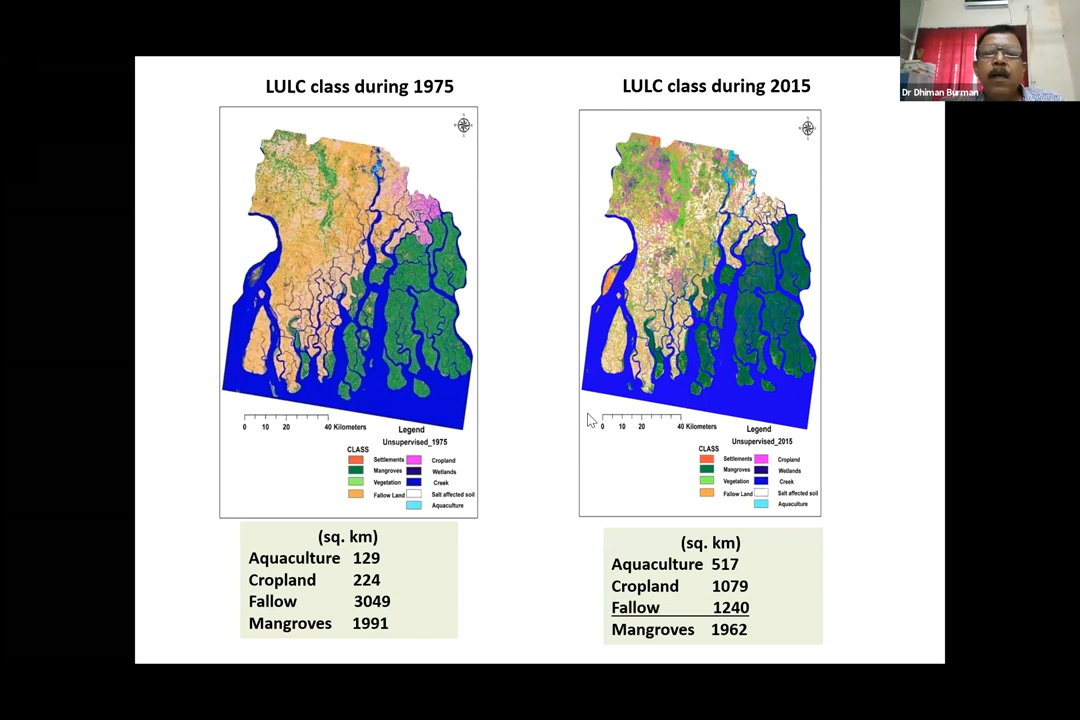 Dr Dhiman Burman
LULC class during 1975
0 10 20 40 Kilometers
Legend
Unsupervised_1975
CLASS
Settlements
Mangroves
Vegetation
Fallow Land
Cropland
Wetlands
Creek
Salt affected soil
Aquaculture
(sq. km)
Aquaculture 129
Cropland 224
Fallow 3049
Mangroves 1991
LULC class during 2015
0 10 20 40 Kilometers
Legend
Unsupervised_2015
CLASS
Settlements
Mangroves
Vegetation
Fallow Land
Cropland
Wetlands
Creek
Salt affected soil
Aquaculture
(sq. km)
Aquaculture 517
Cropland 1079
Fallow 1240
Mangroves 1962